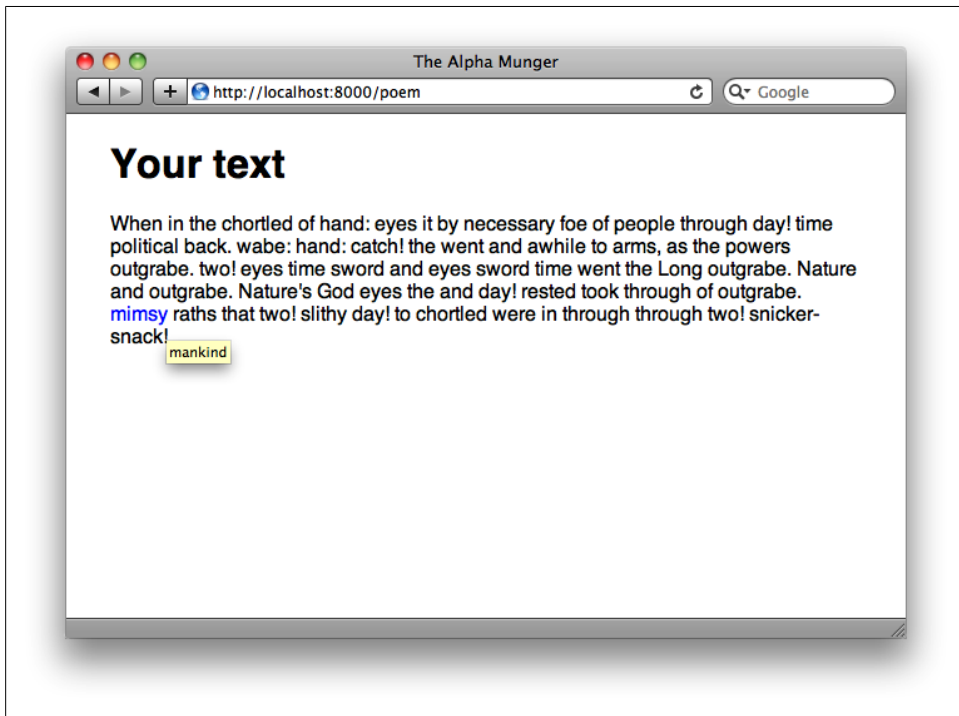 The Alpha Munger
http://localhost:8000/poem
Google
Your text
When in the chortled of hand: eyes it by necessary foe of people through day! time
political back. wabe: hand: catch! the went and awhile to arms, as the powers
outgrabe. two! eyes time sword and eyes sword time went the Long outgrabe. Nature
and outgrabe. Nature's God eyes the and day! rested took through of outgrabe.
mimsy raths that two! slithy day! to chortled were in through through two! snicker-
snack!
mankind